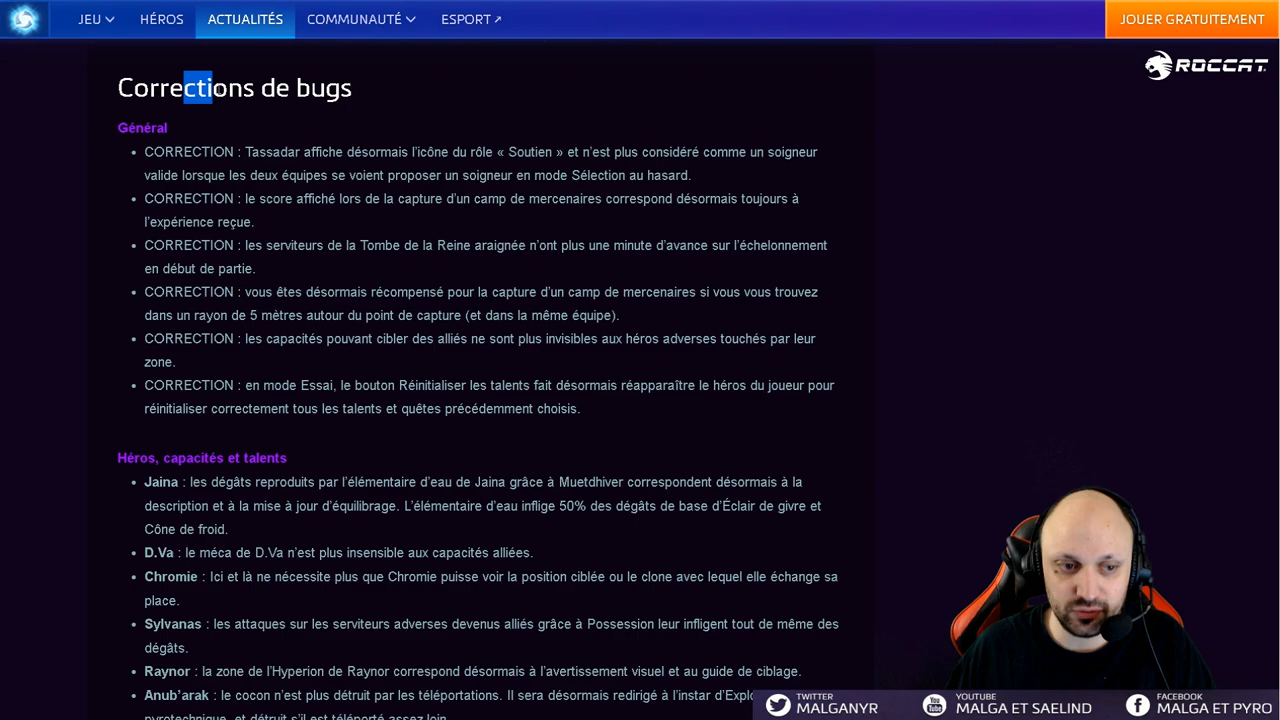 JEU HÉROS ACTUALITÉS COMMUNAUTÉ ESPORT JOUER GRATUITEMENT
ROCCAT
Corrections de bugs
Général
CORRECTION : Tassadar affiche désormais l’icône du rôle « Soutien » et n’est plus considéré comme un soigneur
valide lorsque les deux équipes se voient proposer un soigneur en mode Sélection au hasard.
CORRECTION : le score affiché lors de la capture d’un camp de mercenaires correspond désormais toujours à
l’expérience reçue.
CORRECTION : les serviteurs de la Tombe de la Reine araignée n’ont plus une minute d’avance sur l’échelonnement
en début de partie.
CORRECTION : vous êtes désormais récompensé pour la capture d’un camp de mercenaires si vous vous trouvez
dans un rayon de 5 mètres autour du point de capture (et dans la même équipe).
CORRECTION : les capacités pouvant cibler des alliés ne sont plus invisibles aux héros adverses touchés par leur
zone.
CORRECTION : en mode Essai, le bouton Réinitialiser les talents fait désormais réapparaître le héros du joueur pour
réinitialiser correctement tous les talents et quêtes précédemment choisis.
Héros, capacités et talents
Jaina : les dégâts reproduits par l’élémentaire d’eau de Jaina grâce à Muetdhiver correspondent désormais à la
description et à la mise à jour d’équilibrage. L’élémentaire d’eau inflige 50% des dégâts de base d’Éclair de givre et
Cône de froid.
D.Va : le méca de D.Va n’est plus insensible aux capacités alliées.
Chromie : Ici et là ne nécessite plus que Chromie puisse voir la position ciblée ou le clone avec lequel elle échange sa
place.
Sylvanas : les attaques sur les serviteurs adverses devenus alliés grâce à Possession leur infligent tout de même des
dégâts.
Raynor : la zone de l’Hyperion de Raynor correspond désormais à l’avertissement visuel et au guide de ciblage.
Anub’arak : le cocon n’est plus détruit par les téléportations. Il sera désormais redirigé à l’instar d’Explo
pyrotechnique, et détruit s’il est téléporté assez loin.
TWITTER
MALGANYR
YOUTUBE
MALGA ET SAELIND
FACEBOOK
MALGA ET PYRO